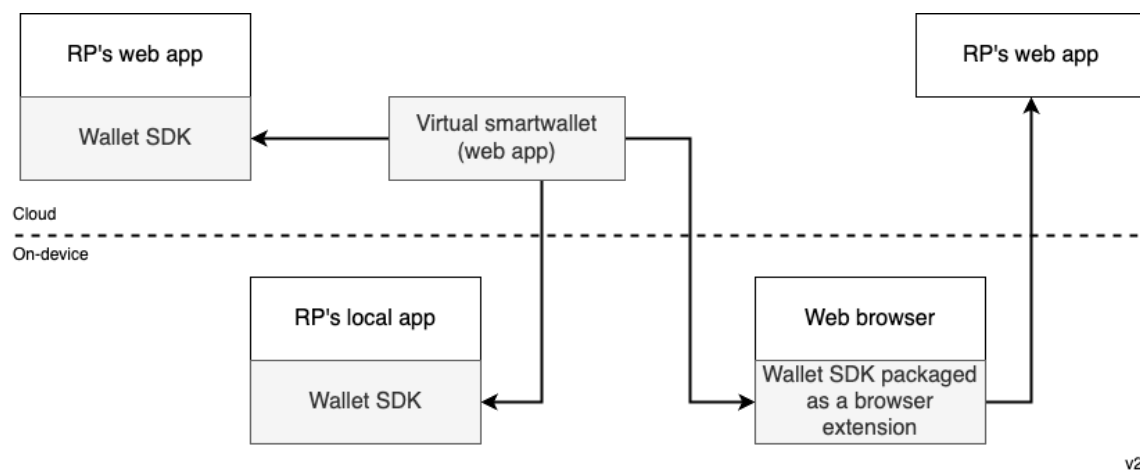 RP's web app
RP's web app
Wallet SDK
Virtual smartwallet
(web app)
Cloud
On-device
RP's local app
Web browser
Wallet SDK
Wallet SDK packaged
as a browser
extension
v2